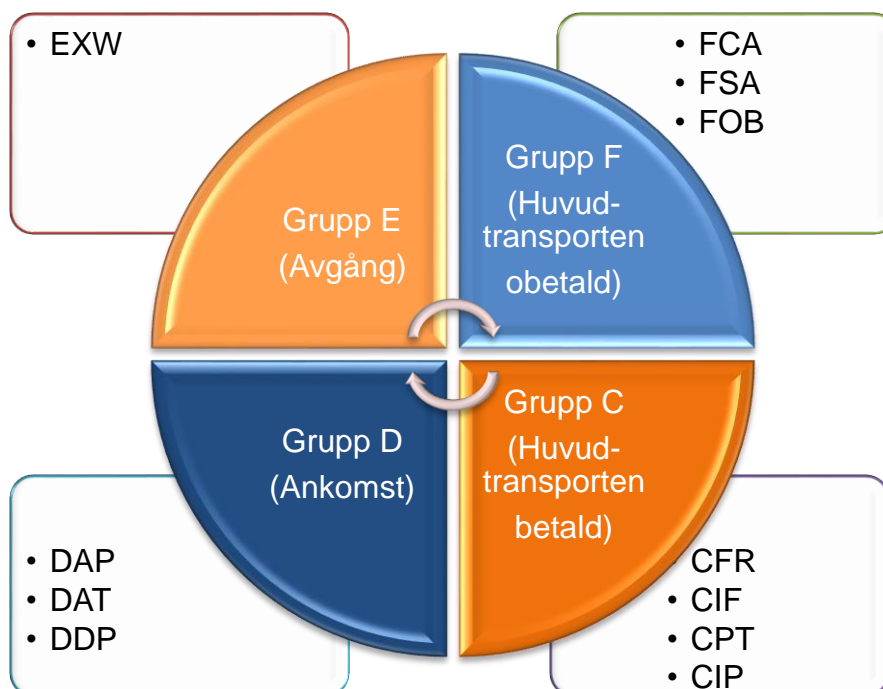 • EXW
• FCA
• FSA
• FOB
Grupp E
(Avgång)
Grupp F
(Huvud-
transporten
obetald)
Grupp D
(Ankomst)
Grupp C
(Huvud-
transporten
betald)
• DAP
• DAT
• DDP
CFR
• CIF
• CPT
• CIP